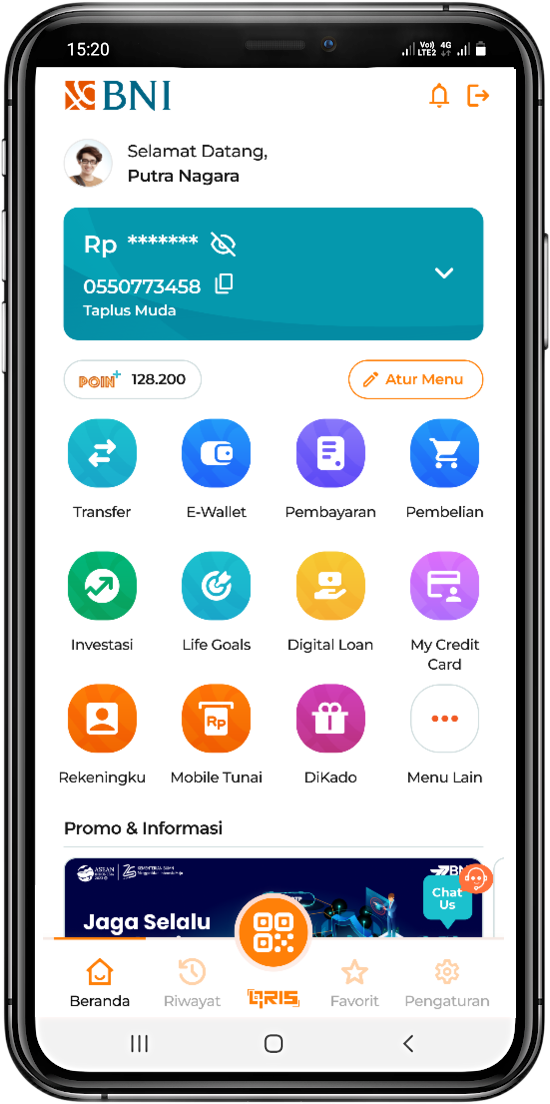 15:20
Vo)) 4G
LTE2
BNI
Selamat Datang,
Putra Nagara
Rp *******
0550773458
Taplus Muda
POIN+ 128.200
Atur Menu
Transfer
E-Wallet
Pembayaran
Pembelian
Investasi
Life Goals
Digital Loan
My Credit
Card
Rp
Rekeningku
Mobile Tunai
DiKado
Menu Lain
Promo & Informasi
ASEAN
BNI
Chat
Us
Jaga Selalu
Beranda
Riwayat
QRIS
Favorit
Pengaturan